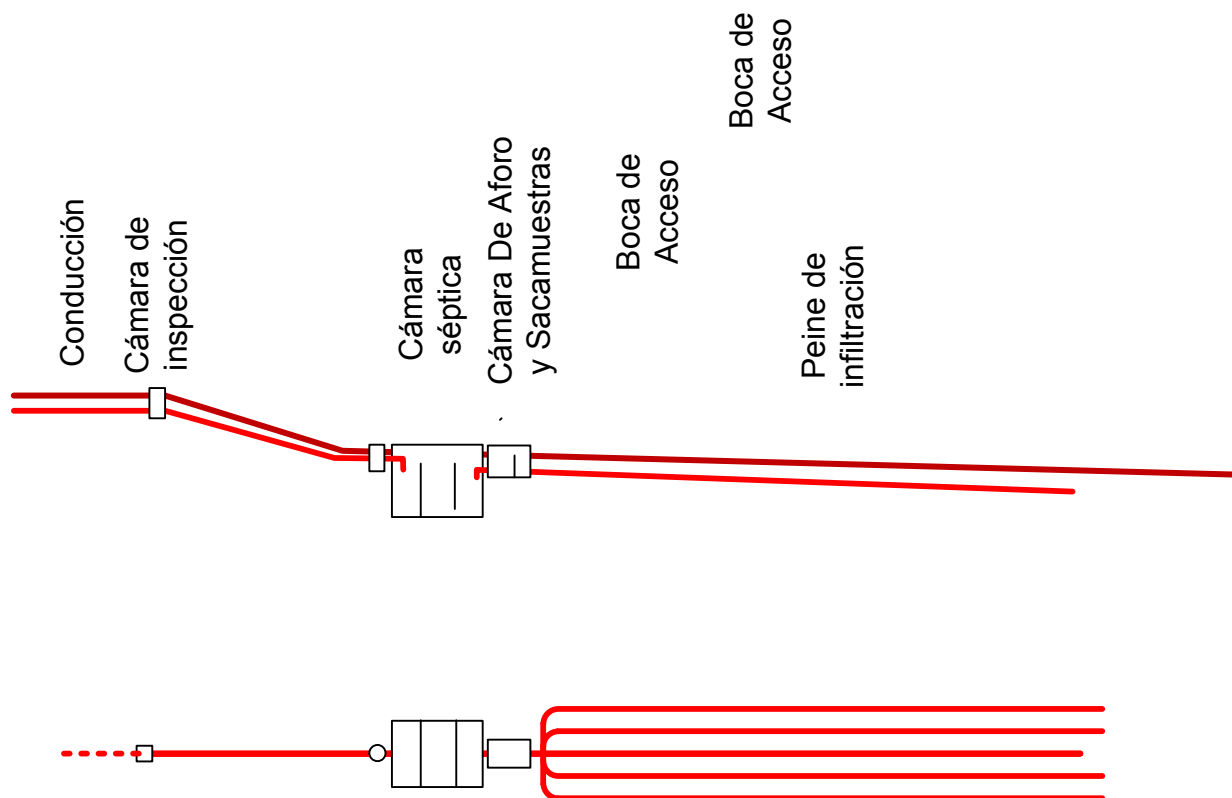 Conducción
Cámara de
inspección
Cámara
séptica
Cámara De Aforo
y Sacamuestras
Boca de
Acceso
Boca de
Acceso
Peine de
infiltración